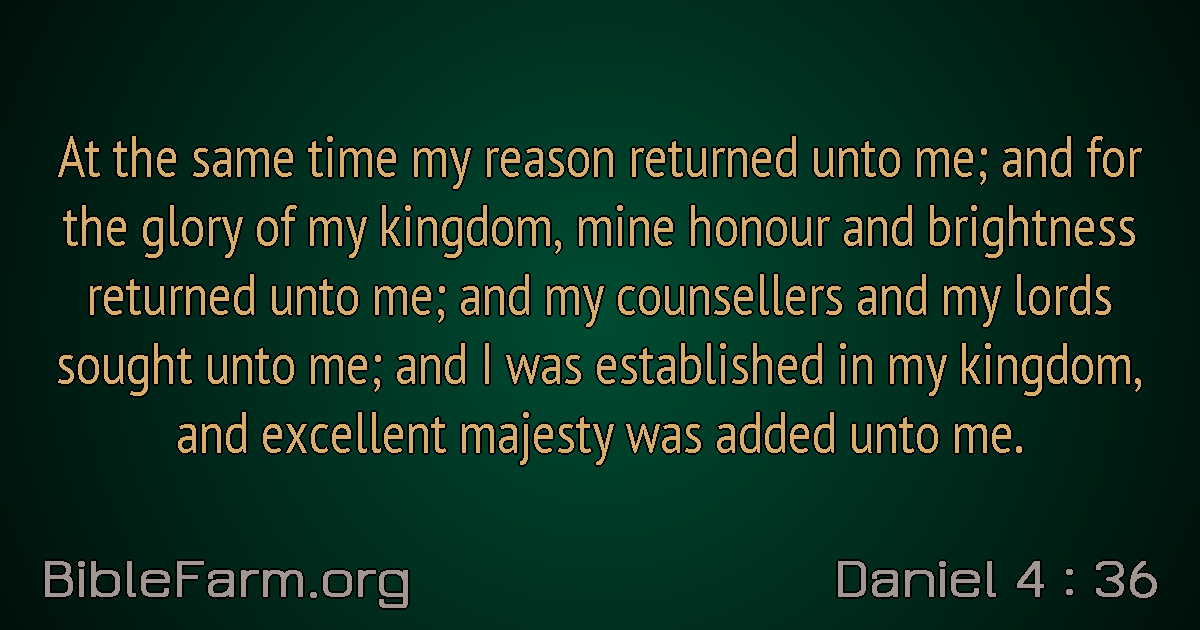 At the same time my reason returned unto me; and for
the glory of my kingdom, mine honour and brightness
returned unto me; and my counsellers and my lords
sought unto me; and I was established in my kingdom,
and excellent majesty was added unto me.
BibleFarm.org
Daniel 4 : 36